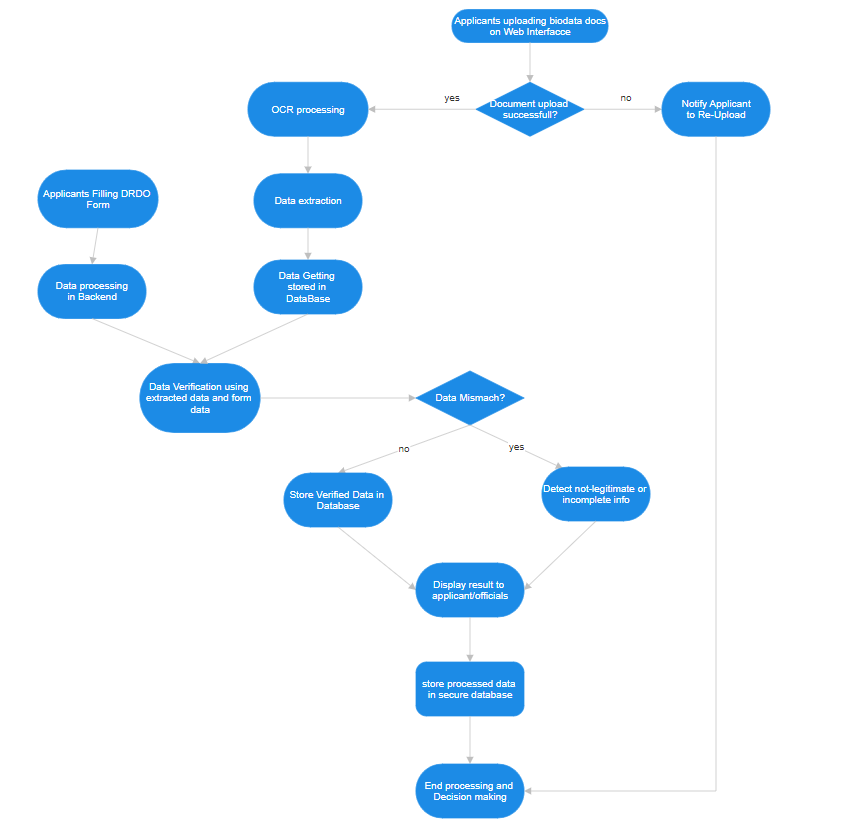 Applicants uploading biodata docs
on Web Interfacce
Document upload
successfull?
yes
no
OCR processing
Notify Applicant
to Re-Upload
Applicants Filling DRDO
Form
Data extraction
Data processing
in Backend
Data Getting
stored in
DataBase
Data Verification using
extracted data and form
data
Data Mismach?
no
yes
Store Verified Data in
Database
Detect not-legitimate or
incomplete info
Display result to
applicant/officials
store processed data
in secure database
End processing and
Decision making